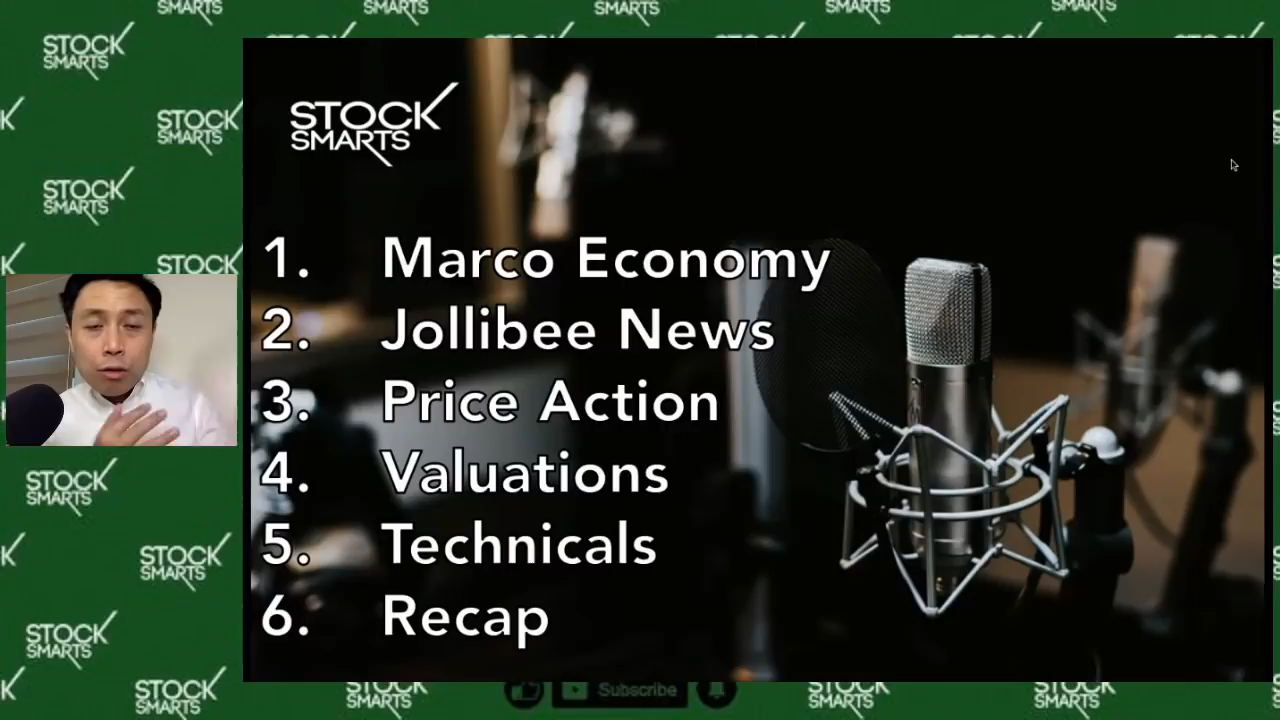 STOCK
SMARTS
1. Marco Economy
2. Jollibee News
3. Price Action
4. Valuations
5. Technicals
6. Recap
Subscribe